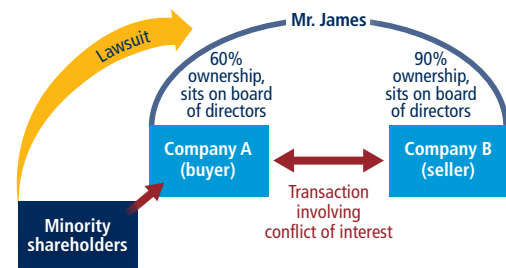 Mr. James
Lawsuit
60%
ownership,
sits on board
of directors
90%
ownership,
sits on board
of directors
Company A
(buyer)
Company B
(seller)
Transaction
involving
conflict of interest
Minority
shareholders